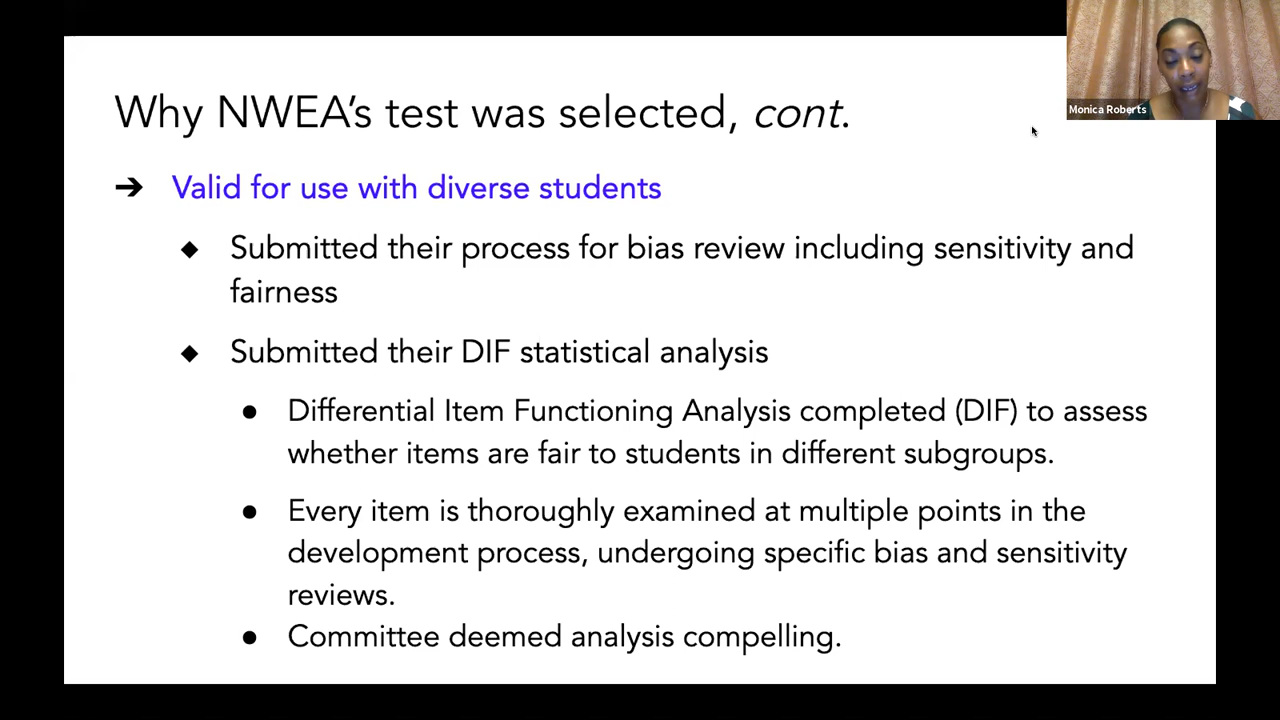 Why NWEA's test was selected, cont.
Monica Roberts
➔ Valid for use with diverse students
◆ Submitted their process for bias review including sensitivity and
fairness
◆ Submitted their DIF statistical analysis
● Differential Item Functioning Analysis completed (DIF) to assess
whether items are fair to students in different subgroups.
● Every item is thoroughly examined at multiple points in the
development process, undergoing specific bias and sensitivity
reviews.
● Committee deemed analysis compelling.